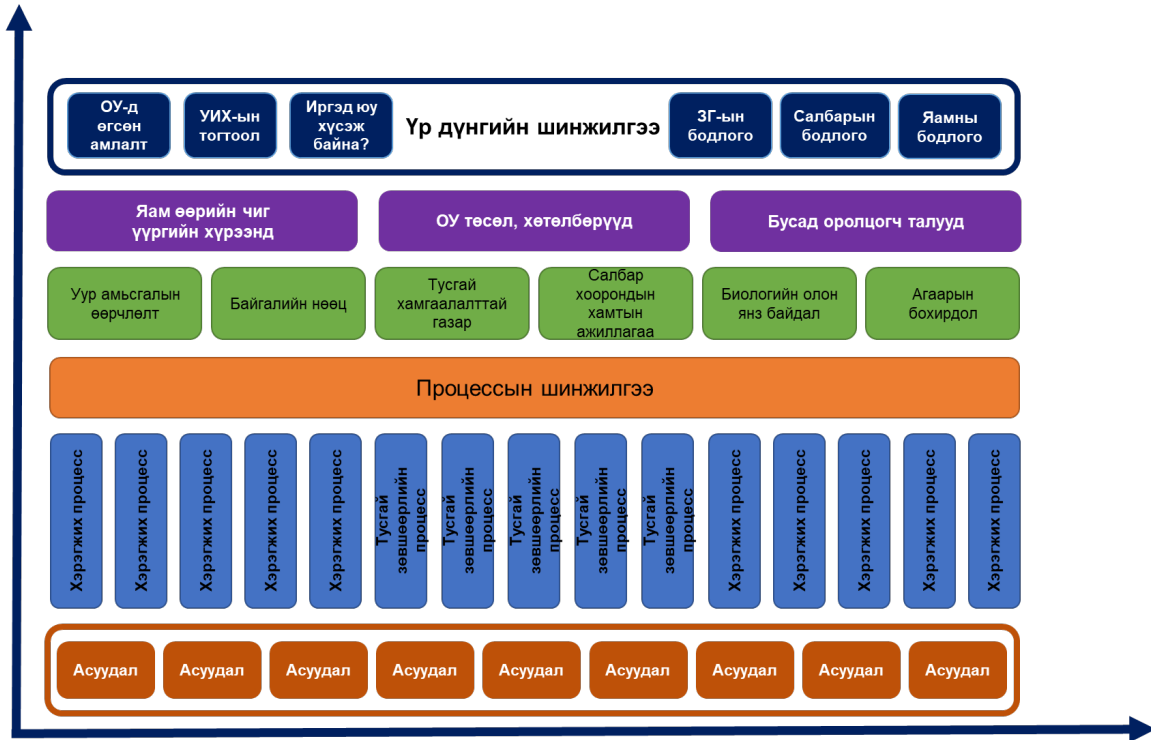 ОУ-д
өгсөн
амлалт
УИХ-ын
тогтоол
Иргэд юу
хүсэж
байна?
Үр дүнгийн шинжилгээ
ЗГ-ын
бодлого
Салбарын
бодлого
Яамны
бодлого
Яам өөрийн чиг
үүргийн хүрээнд
ОУ төсөл, хөтөлбөрүүд
Бусад оролцогч талууд
Уур амьсгалын
өөрчлөлт
Байгалийн нөөц
Тусгай
хамгаалалттай
газар
Салбар
хоорондын
хамтын
ажиллагаа
Биологийн олон
янз байдал
Агаарын
бохирдол
Процессын шинжилгээ
Хэрэгжих процесс
Хэрэгжих процесс
Хэрэгжих процесс
Хэрэгжих процесс
Хэрэгжих процесс
Тусгай
зөвшөөрлийн
процесс
Тусгай
зөвшөөрлийн
процесс
Тусгай
зөвшөөрлийн
процесс
Тусгай
зөвшөөрлийн
процесс
Тусгай
зөвшөөрлийн
процесс
Хэрэгжих процесс
Хэрэгжих процесс
Хэрэгжих процесс
Хэрэгжих процесс
Хэрэгжих процесс
Асуудал
Асуудал
Асуудал
Асуудал
Асуудал
Асуудал
Асуудал
Асуудал
Асуудал